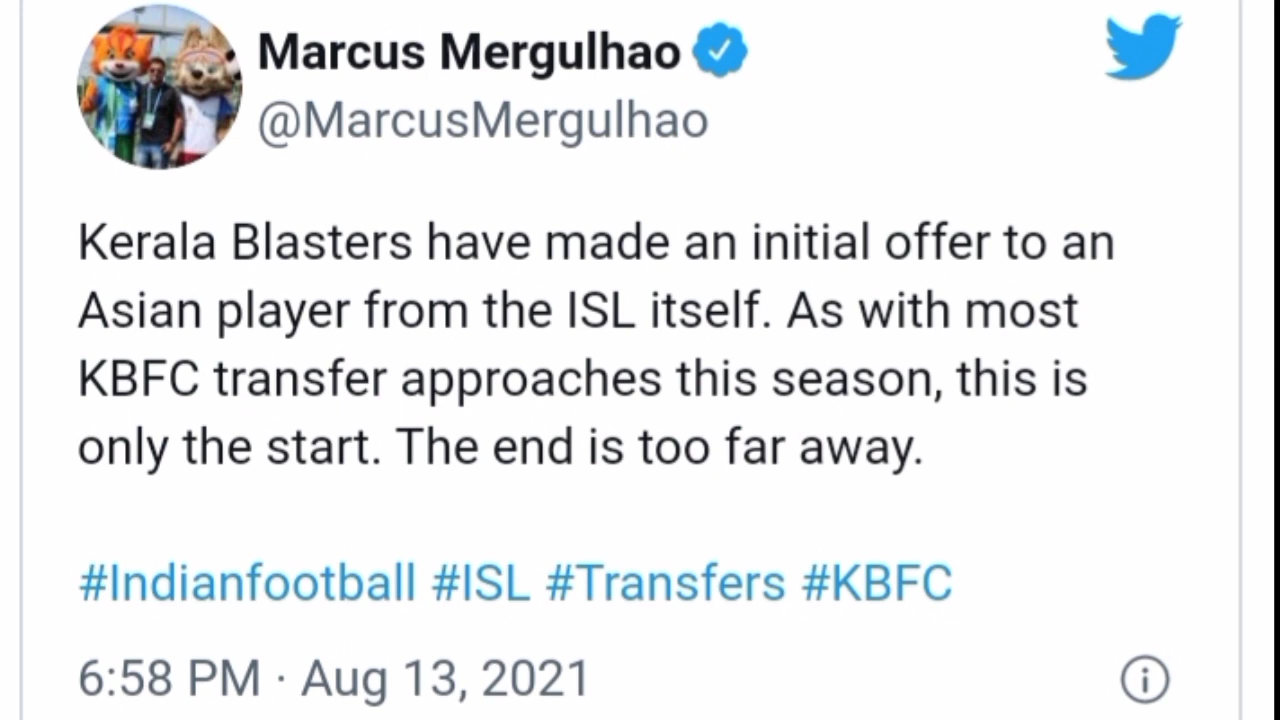 Marcus Mergulhao
@MarcusMergulhao
Kerala Blasters have made an initial offer to an
Asian player from the ISL itself. As with most
KBFC transfer approaches this season, this is
only the start. The end is too far away.
#Indianfootball #ISL #Transfers #KBFC
6:58 PM · Aug 13, 2021